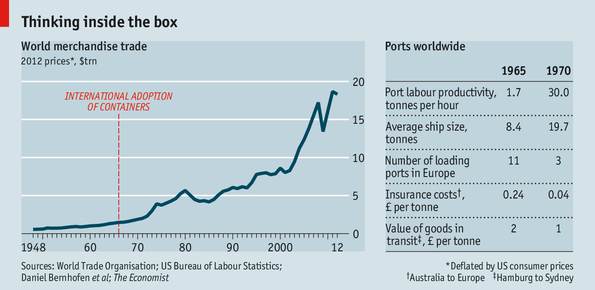 Thinking inside the box
World merchandise trade
2012 prices*, $trn
INTERNATIONAL ADOPTION
OF CONTAINERS
20
15
10
5
0
1948 60 70 80 90 2000 12
Ports worldwide
1965 1970
Port labour productivity, 1.7 30.0
tonnes per hour
Average ship size, 8.4 19.7
tonnes
Number of loading 11 3
ports in Europe
Insurance costs†, 0.24 0.04
£ per tonne
Value of goods in 2 1
transit‡, £ per tonne
Sources: World Trade Organisation; US Bureau of Labour Statistics;
Daniel Bernhofen et al; The Economist
*Deflated by US consumer prices
†Australia to Europe ‡Hamburg to Sydney